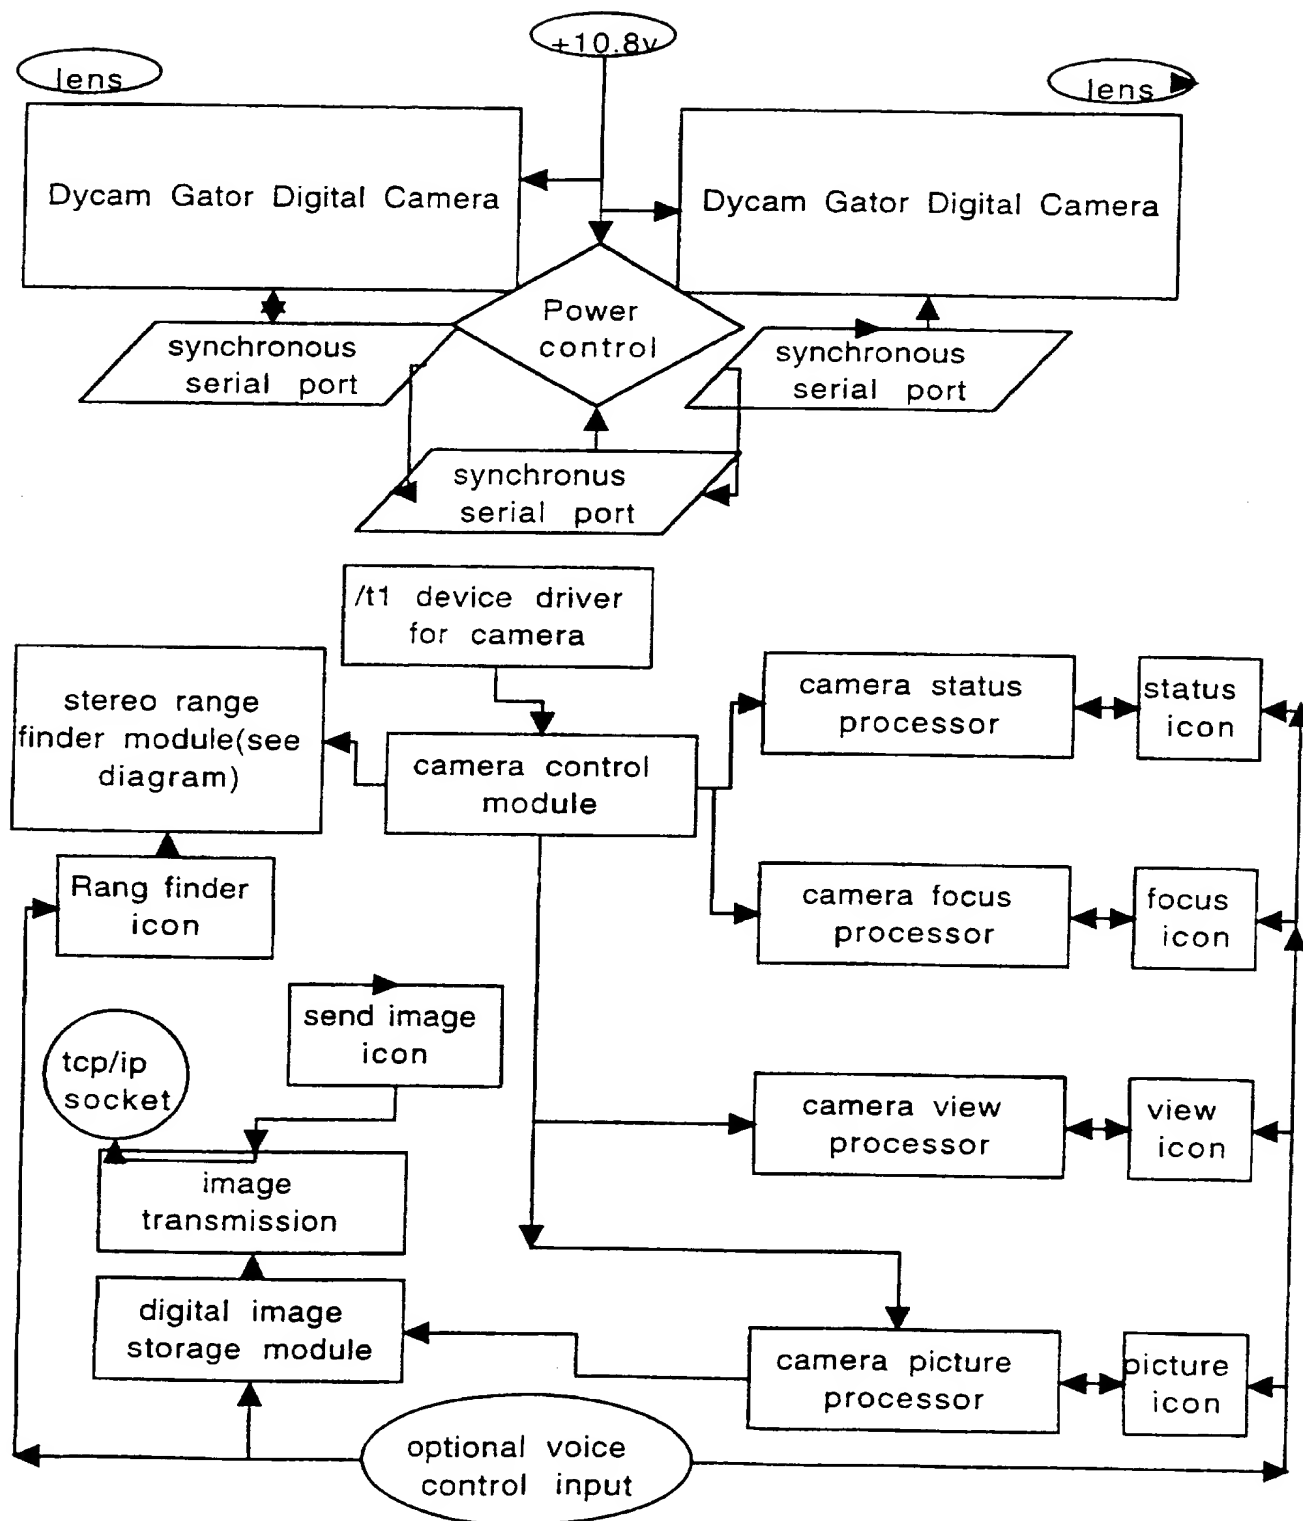 +10.8v
lens
lens
Dycam Gator Digital Camera
Dycam Gator Digital Camera
Power
control
synchronous
serial port
synchronous
serial port
synchronus
serial port
/t1 device driver
for camera
stereo range
finder module(see
diagram)
camera control
module
camera status
processor
status
icon
Rang finder
icon
camera focus
processor
focus
icon
send image
icon
tcp/ip
socket
camera view
processor
view
icon
image
transmission
digital image
storage module
camera picture
processor
picture
icon
optional voice
control input